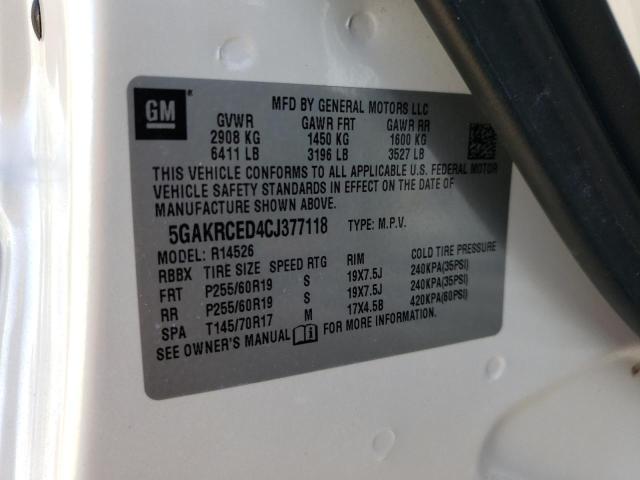 GM
MFD BY GENERAL MOTORS LLC
GVWR GAWR FRT GAWR RR
2908 KG 1450 KG 1600 KG
6411 LB 3196 LB 3527 LB
THIS VEHICLE CONFORMS TO ALL APPLICABLE U.S. FEDERAL MOTOR
VEHICLE SAFETY STANDARDS IN EFFECT ON THE DATE OF
MANUFACTURE SHOWN ABOVE.
5GAKRCED4CJ377118 TYPE: M.P.V.
MODEL: R14526
RBBX TIRE SIZE SPEED RTG RIM COLD TIRE PRESSURE
FRT P255/60R19 S 19X7.5J 240KPA(35PSI)
RR P255/60R19 S 19X7.5J 240KPA(35PSI)
SPA T145/70R17 M 17X4.5B 420KPA(60PSI)
SEE OWNER'S MANUAL FOR MORE INFORMATION